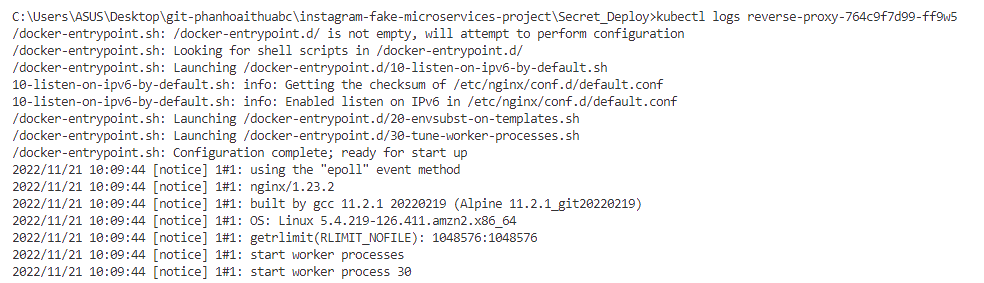 C:\Users\ASUS\Desktop\git-phanhoaithuabc\instagram-fake-microservices-project\Secret_Deploy>kubectl logs reverse-proxy-764c9f7d99-ff9w5
/docker-entrypoint.sh: /docker-entrypoint.d/ is not empty, will attempt to perform configuration
/docker-entrypoint.sh: Looking for shell scripts in /docker-entrypoint.d/
/docker-entrypoint.sh: Launching /docker-entrypoint.d/10-listen-on-ipv6-by-default.sh
10-listen-on-ipv6-by-default.sh: info: Getting the checksum of /etc/nginx/conf.d/default.conf
10-listen-on-ipv6-by-default.sh: info: Enabled listen on IPv6 in /etc/nginx/conf.d/default.conf
/docker-entrypoint.sh: Launching /docker-entrypoint.d/20-envsubst-on-templates.sh
/docker-entrypoint.sh: Launching /docker-entrypoint.d/30-tune-worker-processes.sh
/docker-entrypoint.sh: Configuration complete; ready for start up
2022/11/21 10:09:44 [notice] 1#1: using the "epoll" event method
2022/11/21 10:09:44 [notice] 1#1: nginx/1.23.2
2022/11/21 10:09:44 [notice] 1#1: built by gcc 11.2.1 20220219 (Alpine 11.2.1_git20220219)
2022/11/21 10:09:44 [notice] 1#1: OS: Linux 5.4.219-126.411.amzn2.x86_64
2022/11/21 10:09:44 [notice] 1#1: getrlimit(RLIMIT_NOFILE): 1048576:1048576
2022/11/21 10:09:44 [notice] 1#1: start worker processes
2022/11/21 10:09:44 [notice] 1#1: start worker process 30